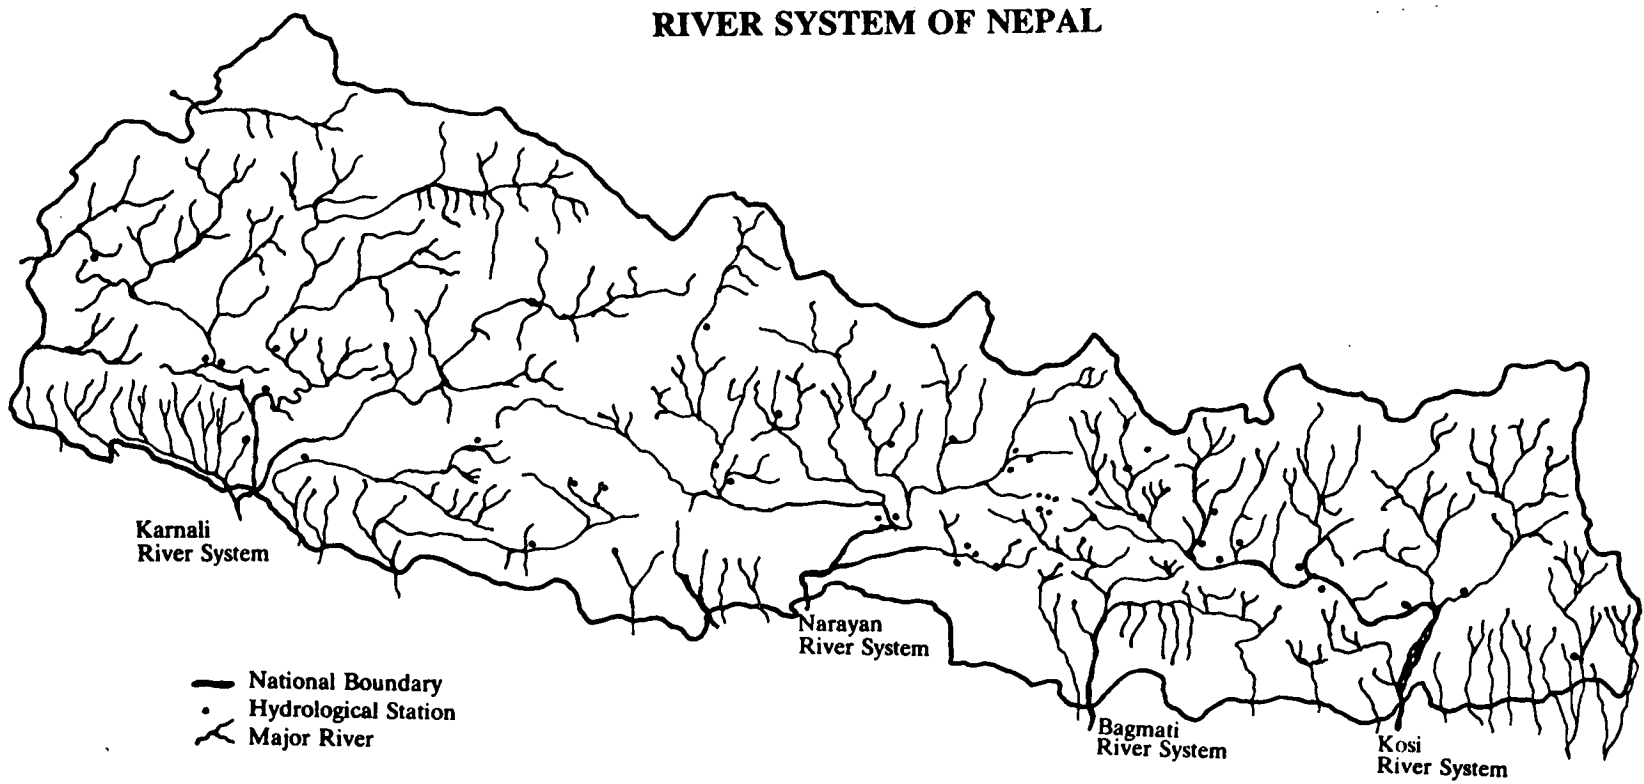 RIVER SYSTEM OF NEPAL
Karnali
River System
Narayan
River System
National Boundary
Hydrological Station
Major River
Bagmati
River System
Kosi
River System